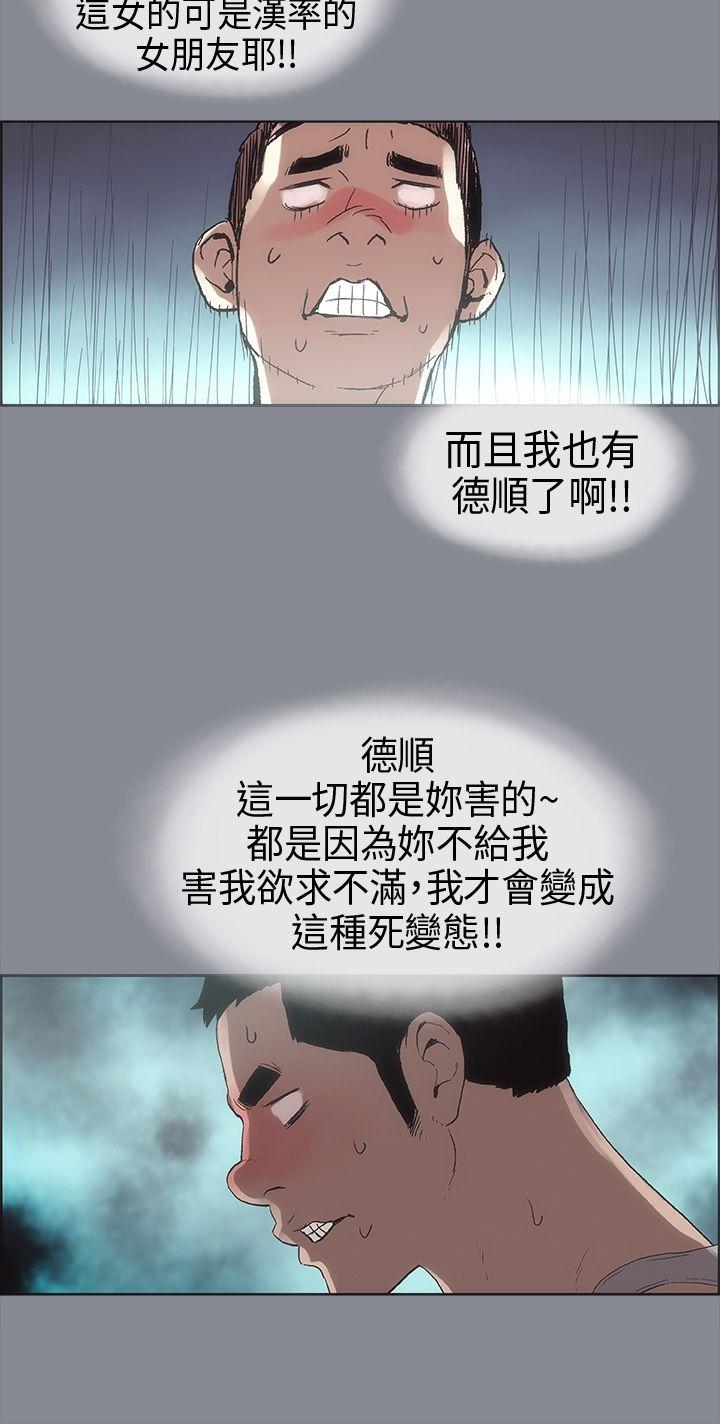 這女的可是漢率的
女朋友耶!!
而且我也有
德順了啊!!
德順
這一切都是妳害的~
都是因為妳不給我
害我欲求不滿，我才會變成
這種死變態!!